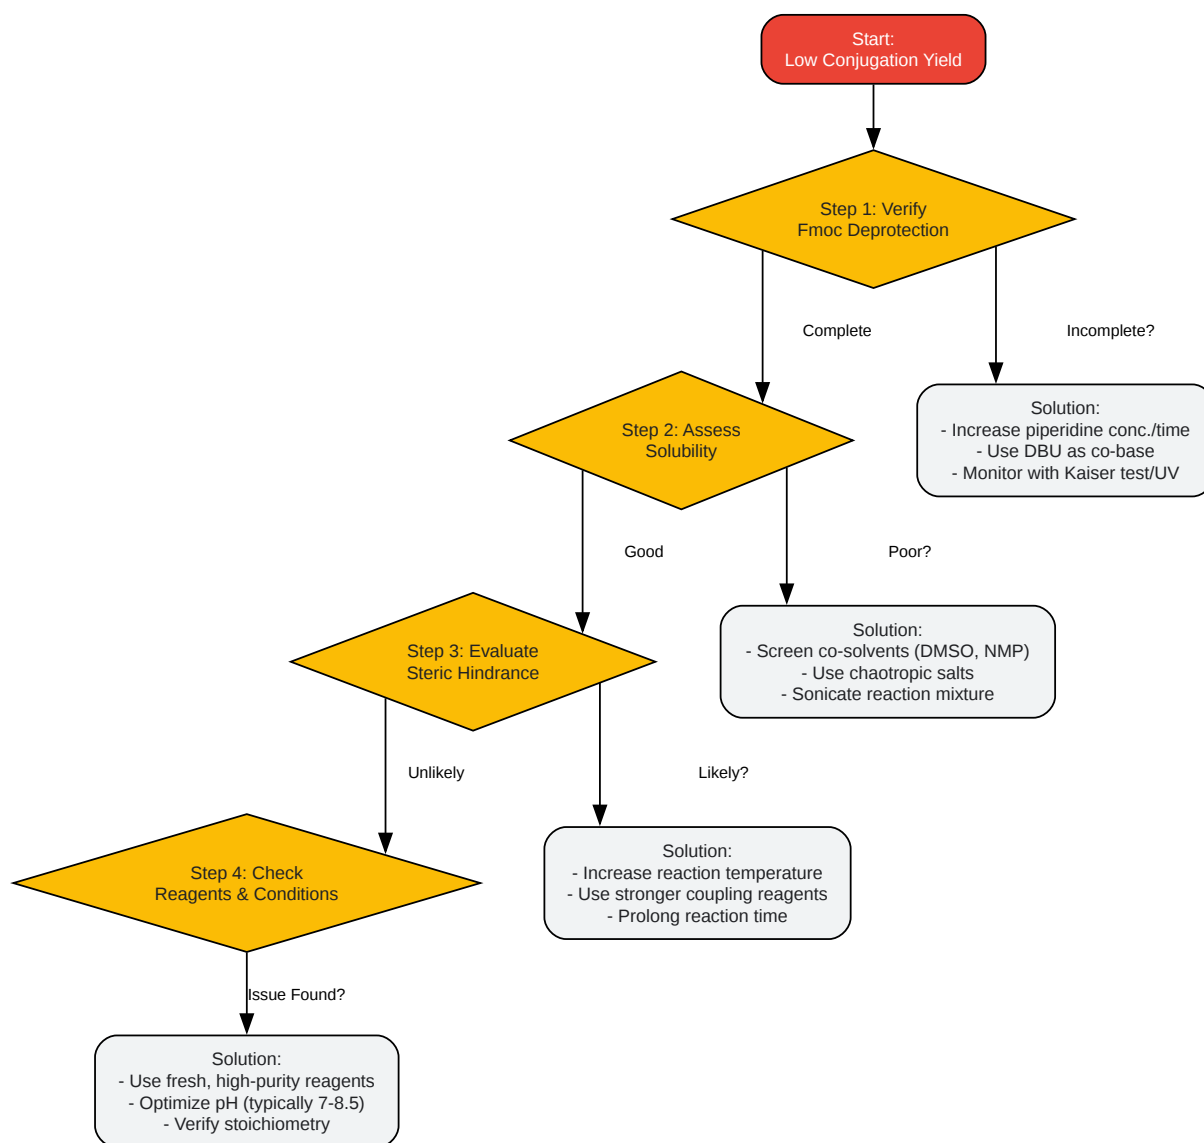 Start:
Low Conjugation Yield
Step 1: Verify
Fmoc Deprotection
Complete
Incomplete?
Solution:
- Increase piperidine conc./time
- Use DBU as co-base
- Monitor with Kaiser test/UV
Step 2: Assess
Solubility
Good
Poor?
Solution:
- Screen co-solvents (DMSO, NMP)
- Use chaotropic salts
- Sonicate reaction mixture
Step 3: Evaluate
Steric Hindrance
Unlikely
Likely?
Solution:
- Increase reaction temperature
- Use stronger coupling reagents
- Prolong reaction time
Step 4: Check
Reagents & Conditions
Issue Found?
Solution:
- Use fresh, high-purity reagents
- Optimize pH (typically 7-8.5)
- Verify stoichiometry